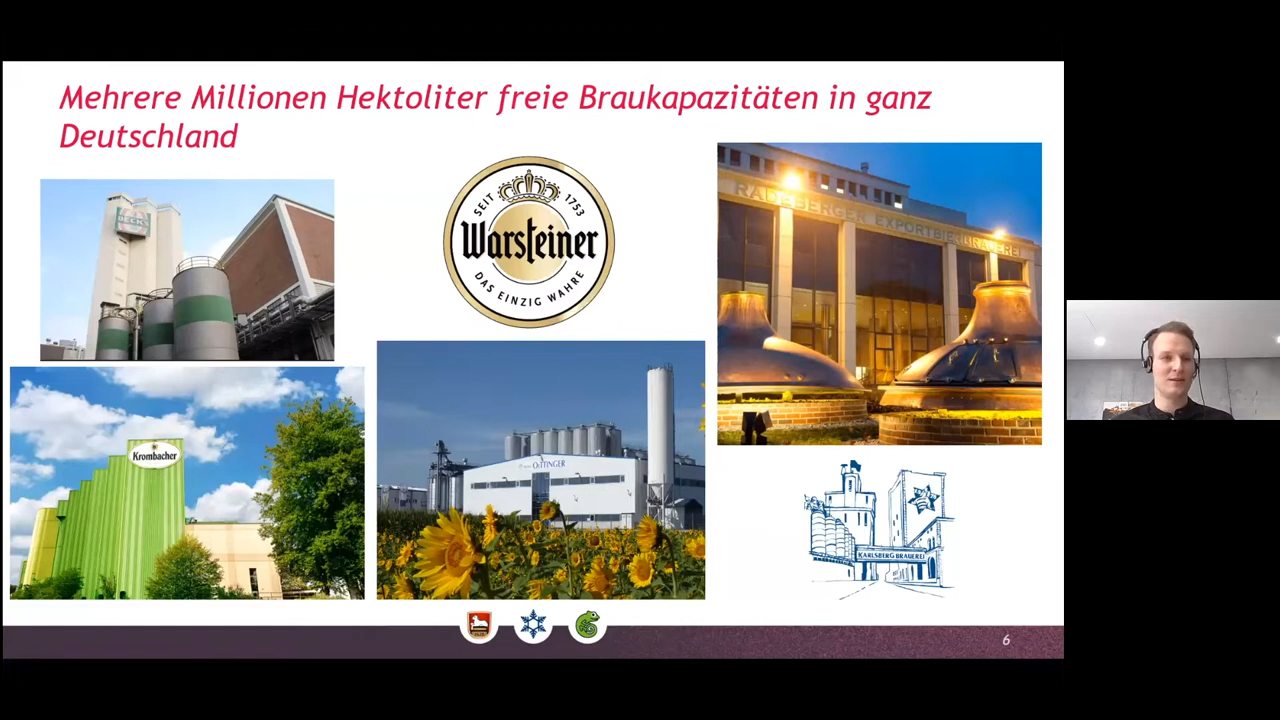 Mehrere Millionen Hektoliter freie Braukapazitäten in ganz
Deutschland
BECK'S
SEIT 1753
Warsteiner
DAS EINZIG WAHRE
RADEBERGER EXPORTBIERBRAUEREI
Krombacher
OeTTINGER
KARLSBERG BRAUEREI
6